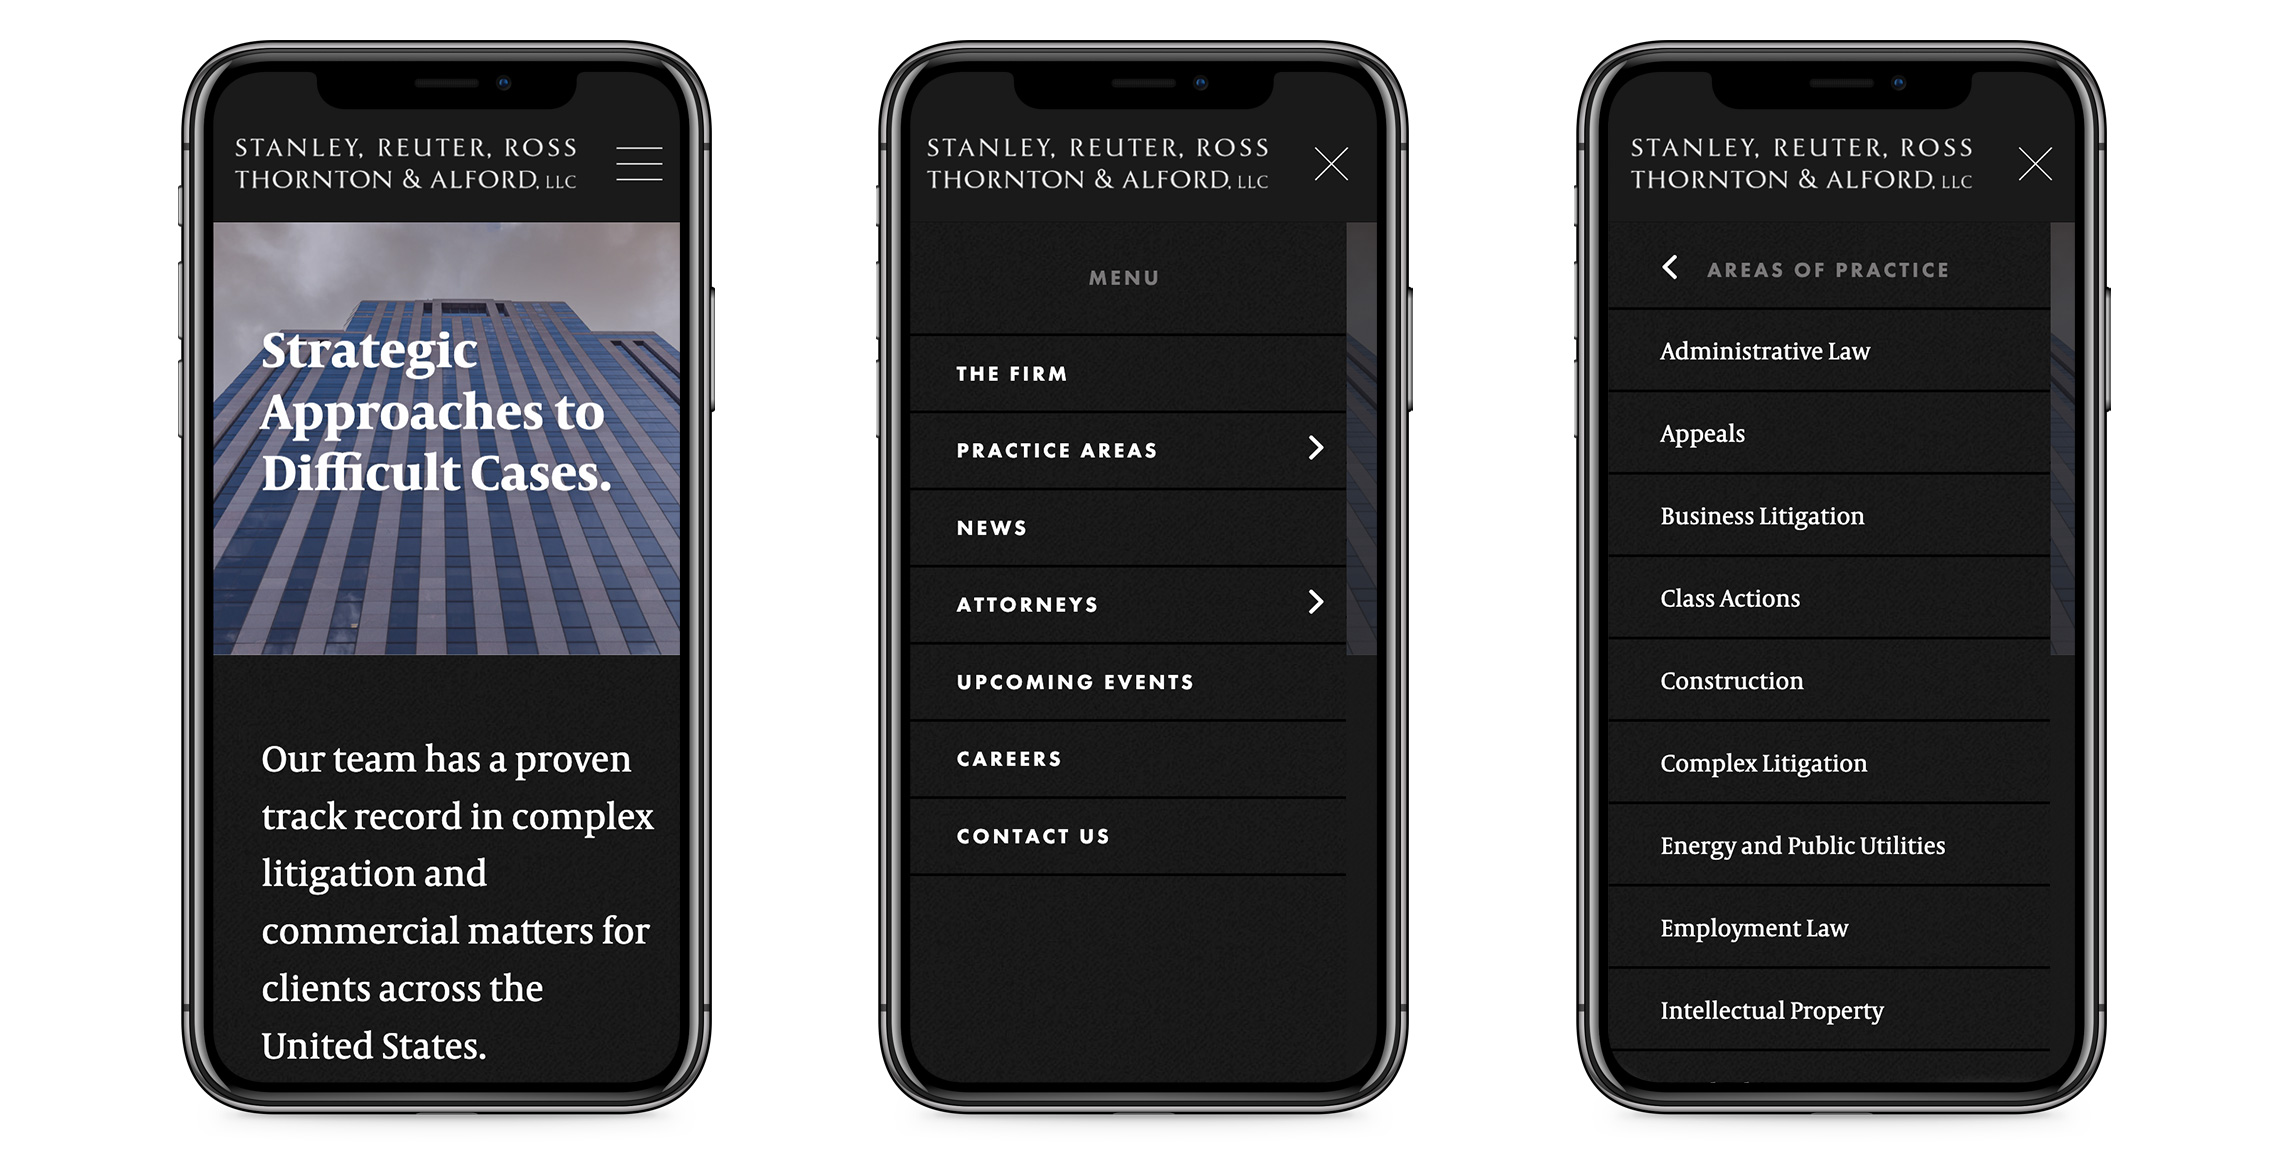 STANLEY, REUTER, ROSS
THORNTON & ALFORD, LLC
Strategic
Approaches to
Difficult Cases.
Our team has a proven
track record in complex
litigation and
commercial matters for
clients across the
United States.
STANLEY, REUTER, ROSS
THORNTON & ALFORD, LLC
MENU
THE FIRM
PRACTICE AREAS
NEWS
ATTORNEYS
UPCOMING EVENTS
CAREERS
CONTACT US
STANLEY, REUTER, ROSS
THORNTON & ALFORD, LLC
AREAS OF PRACTICE
Administrative Law
Appeals
Business Litigation
Class Actions
Construction
Complex Litigation
Energy and Public Utilities
Employment Law
Intellectual Property